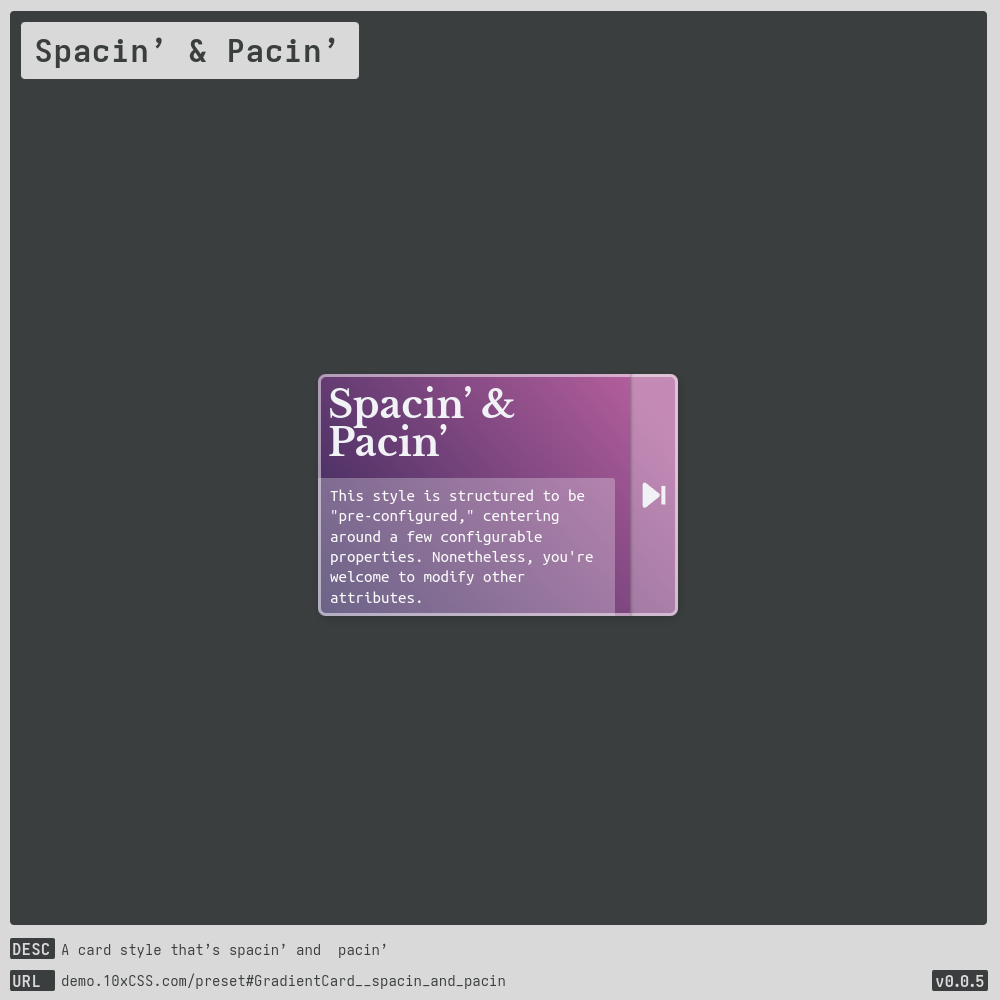 Spacin’ & Pacin’
Spacin’ &
Pacin’
This style is structured to be
"pre-configured," centering
around a few configurable
properties. Nonetheless, you're
welcome to modify other
attributes.
DESC A card style that’s spacin’ and  pacin’
URL demo.10xCSS.com/preset#GradientCard__spacin_and_pacin
v0.0.5